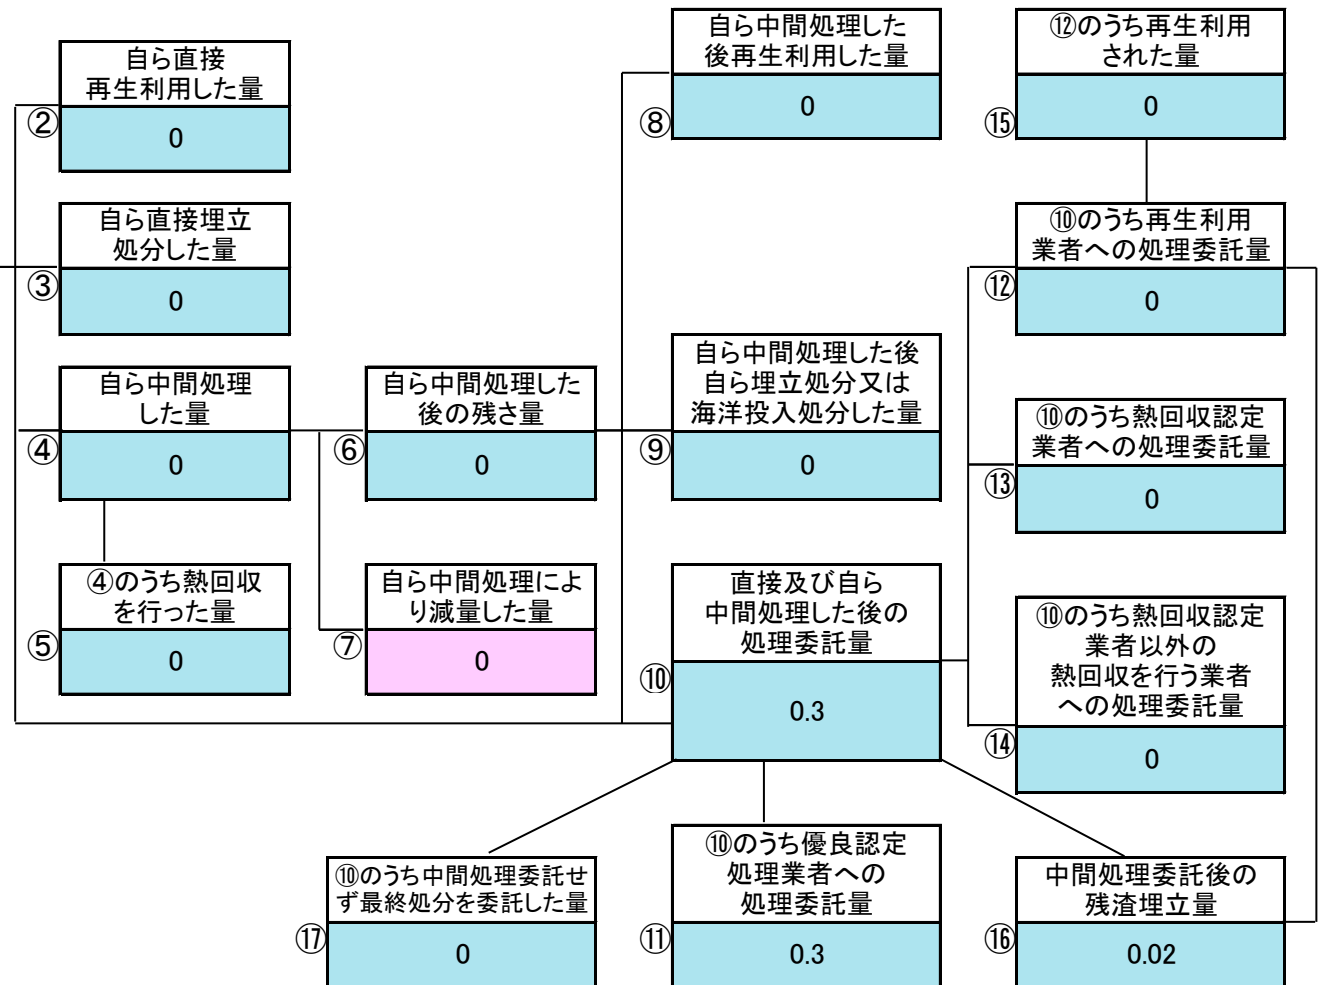 自ら直接
再生利用した量
②
0
自ら直接埋立
処分した量
③
0
自ら中間処理
した量
④
0
④のうち熱回収
を行った量
⑤
0
自ら中間処理した
後の残さ量
⑥
0
自ら中間処理によ
り減量した量
⑦
0
自ら中間処理した
後再生利用した量
⑧
0
自ら中間処理した後
自ら埋立処分又は
海洋投入処分した量
⑨
0
直接及び自ら
中間処理した後の
処理委託量
⑩
0.3
⑫のうち再生利用
された量
⑮
0
⑩のうち再生利用
業者への処理委託量
⑫
0
⑩のうち熱回収認定
業者への処理委託量
⑬
0
⑩のうち熱回収認定
業者以外の
熱回収を行う業者
への処理委託量
⑭
0
⑩のうち中間処理委託せ
ず最終処分を委託した量
⑰
0
⑩のうち優良認定
処理業者への
処理委託量
⑪
0.3
中間処理委託後の
残渣埋立量
⑯
0.02